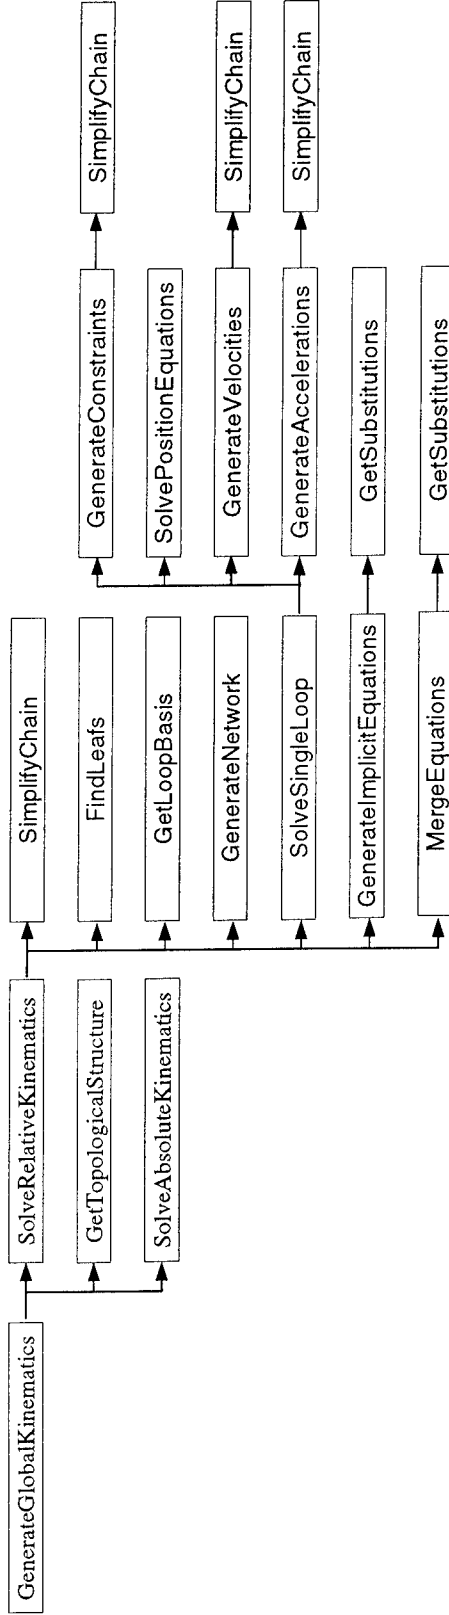 GenerateGlobalKinematics
SolveRelativeKinematics
GetTopologicalStructure
SolveAbsoluteKinematics
SimplifyChain
FindLeafs
GetLoopBasis
GenerateNetwork
SolveSingleLoop
GenerateImplicitEquations
MergeEquations
GenerateConstraints
SolvePositionEquations
GenerateVelocities
GenerateAccelerations
GetSubstitutions
GetSubstitutions
SimplifyChain
SimplifyChain
SimplifyChain